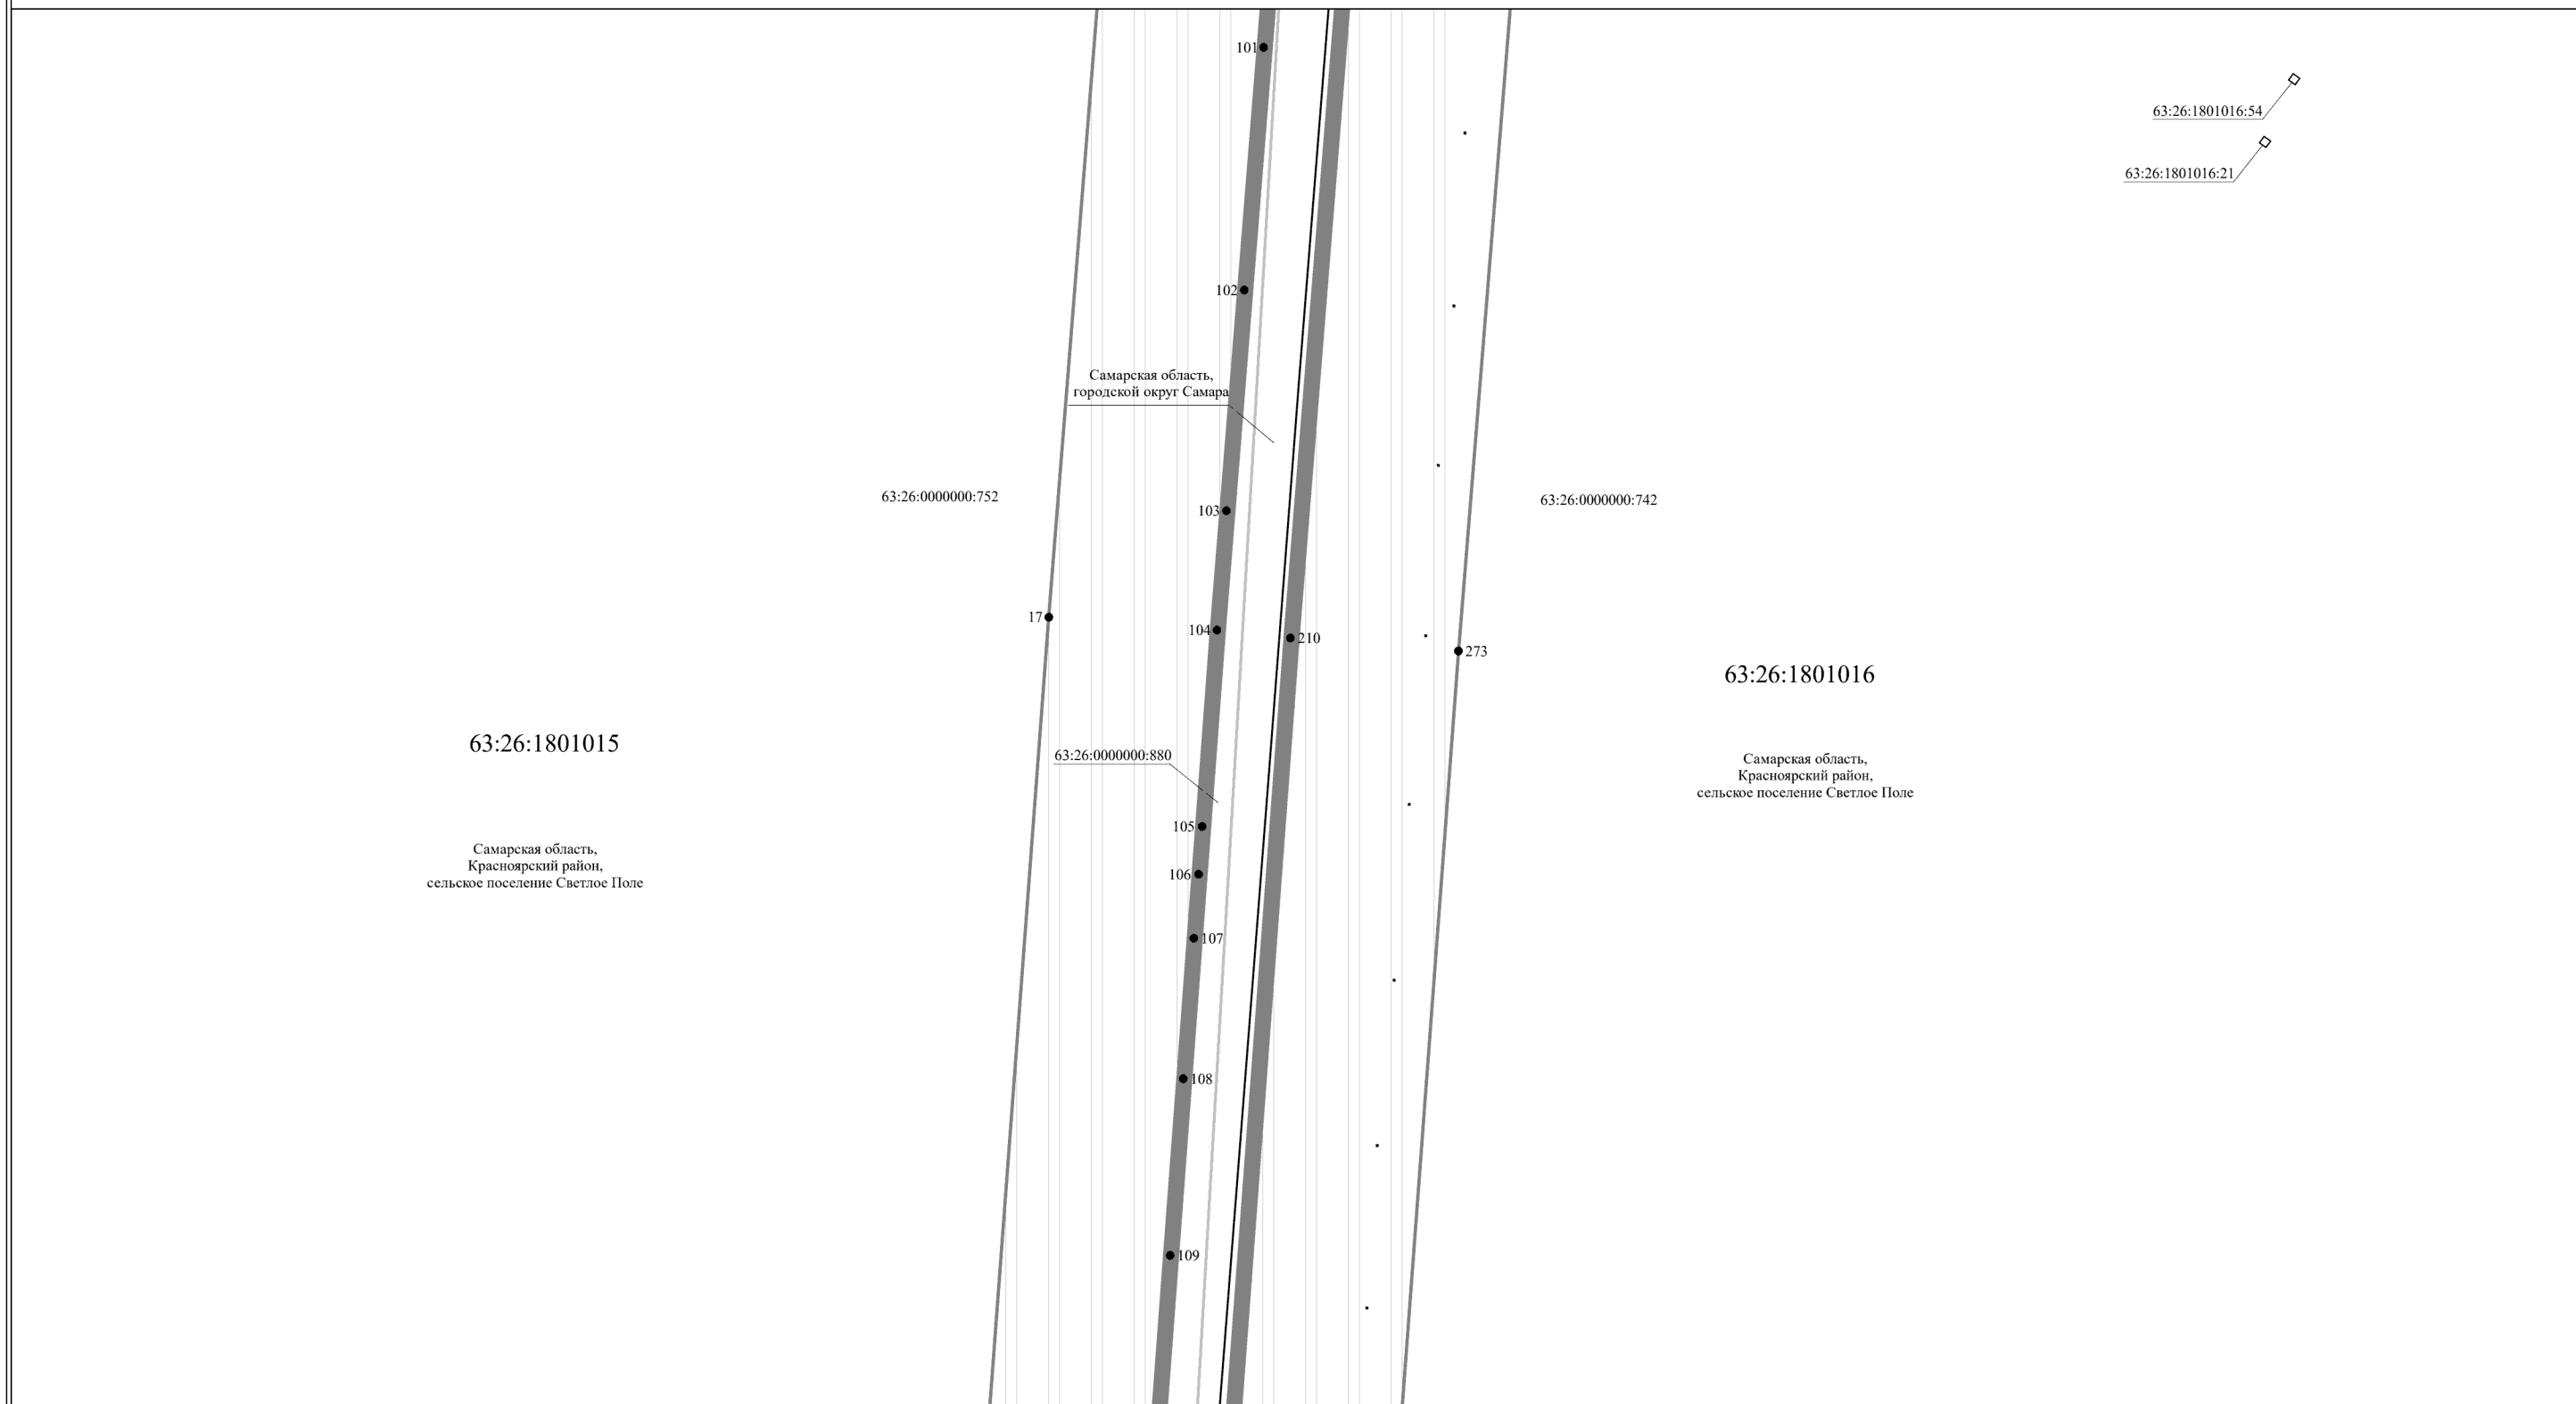 101
63:26:1801016:54
63:26:1801016:21
102
Самарская область,
городской округ Самара
63:26:0000000:752
63:26:0000000:742
103
17
104
210
273
63:26:1801016
63:26:1801015
63:26:0000000:880
Самарская область,
Красноярский район,
сельское поселение Светлое Поле
105
Самарская область,
Красноярский район,
сельское поселение Светлое Поле
106
107
108
109